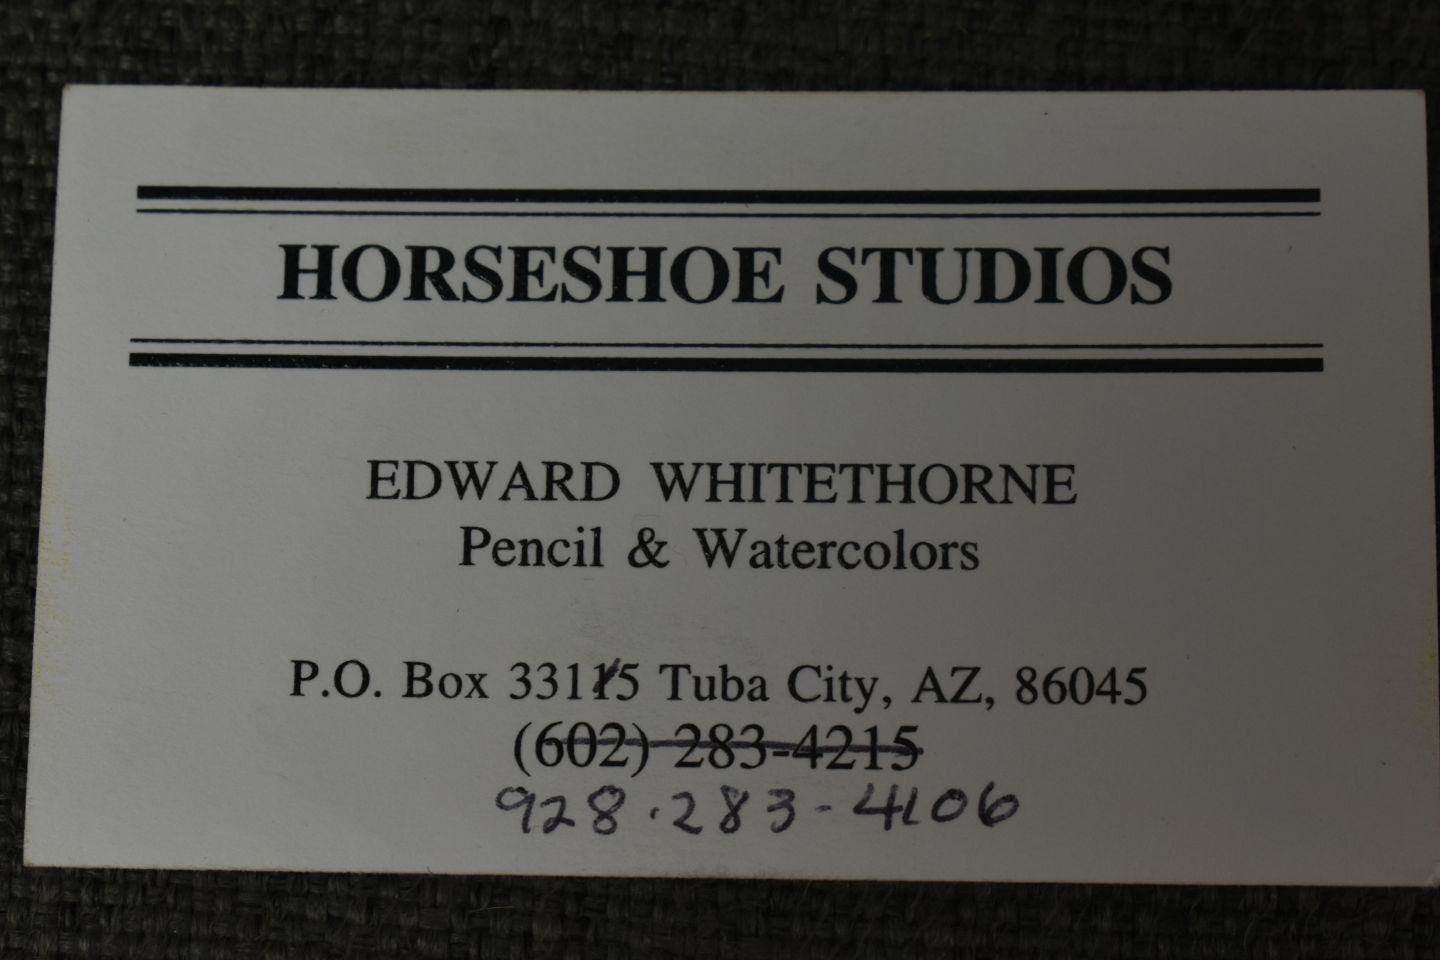 HORSESHOE STUDIOS
EDWARD WHITETHORNE
Pencil & Watercolors
P.O. Box 33115 Tuba City, AZ, 86045
(602) 283-4215
928.283-4106